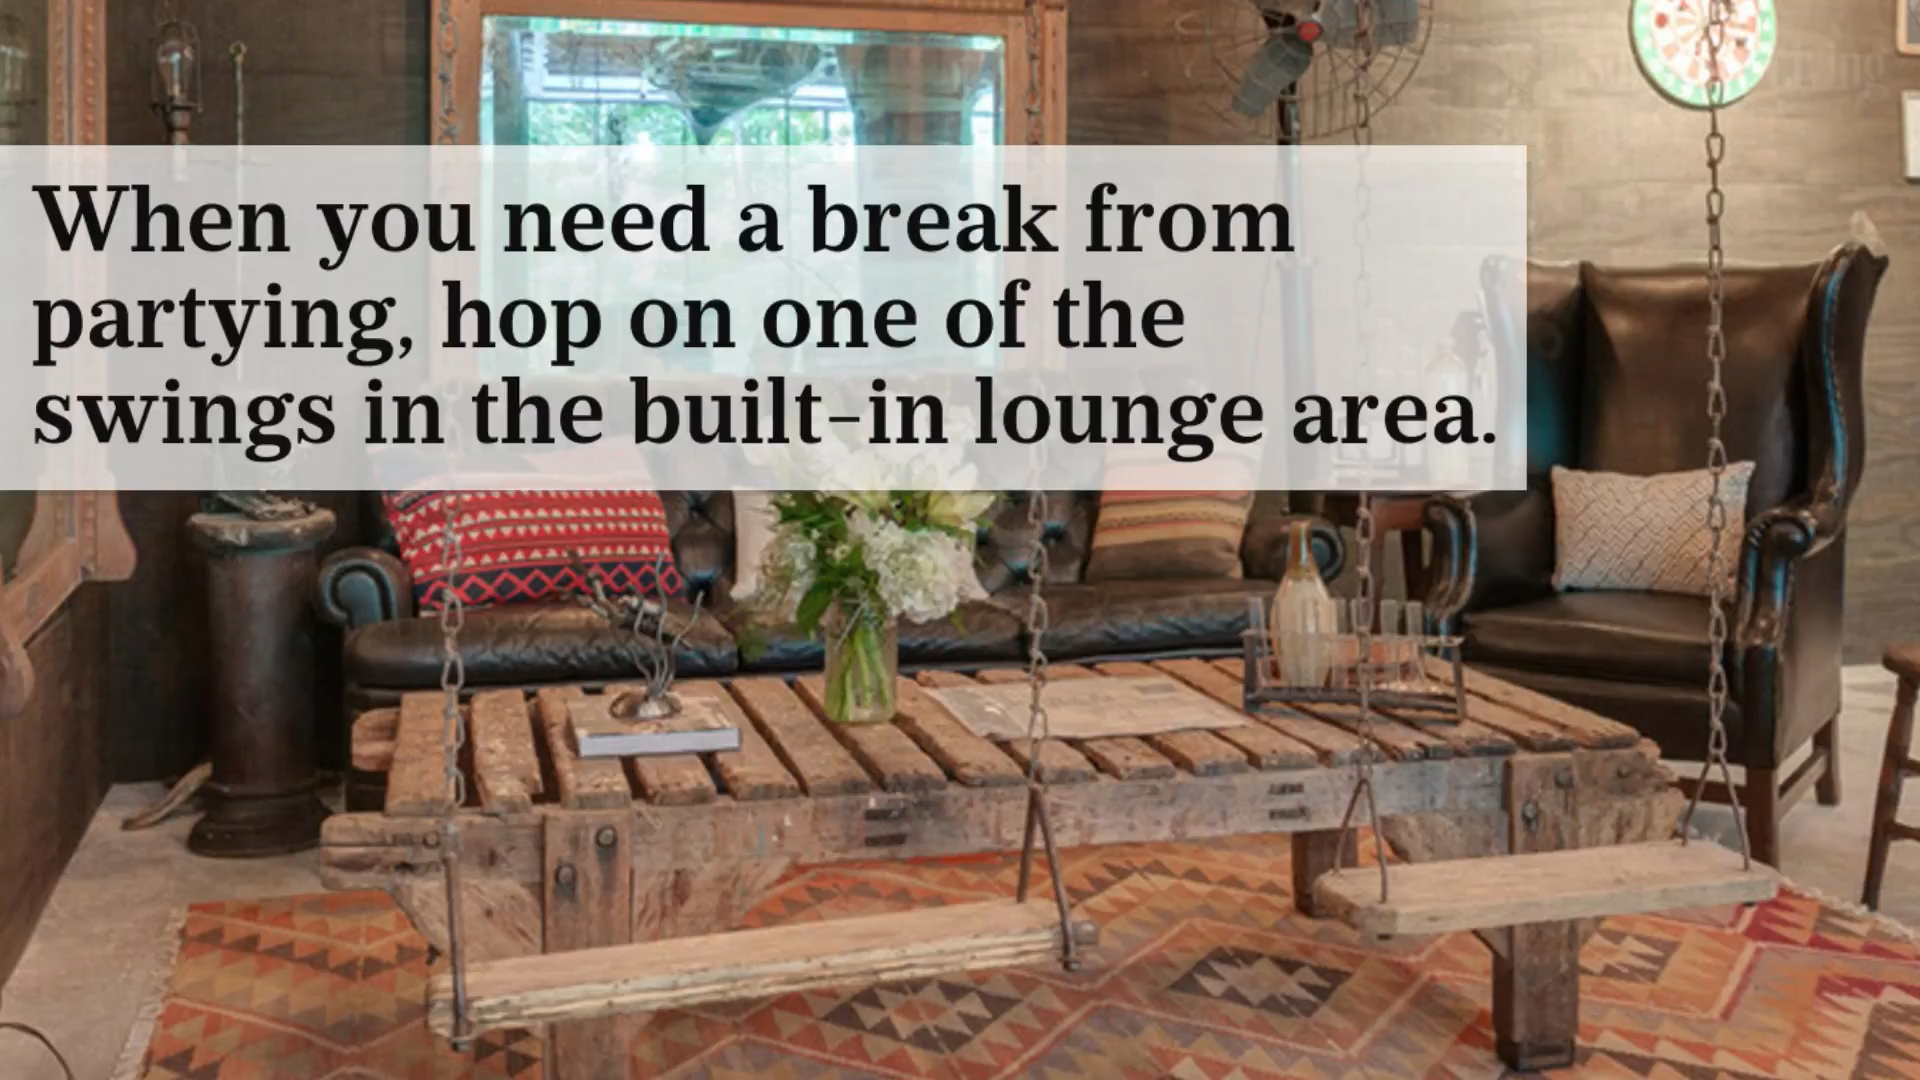 When you need a break from
partying, hop on one of the
swings in the built-in lounge area.